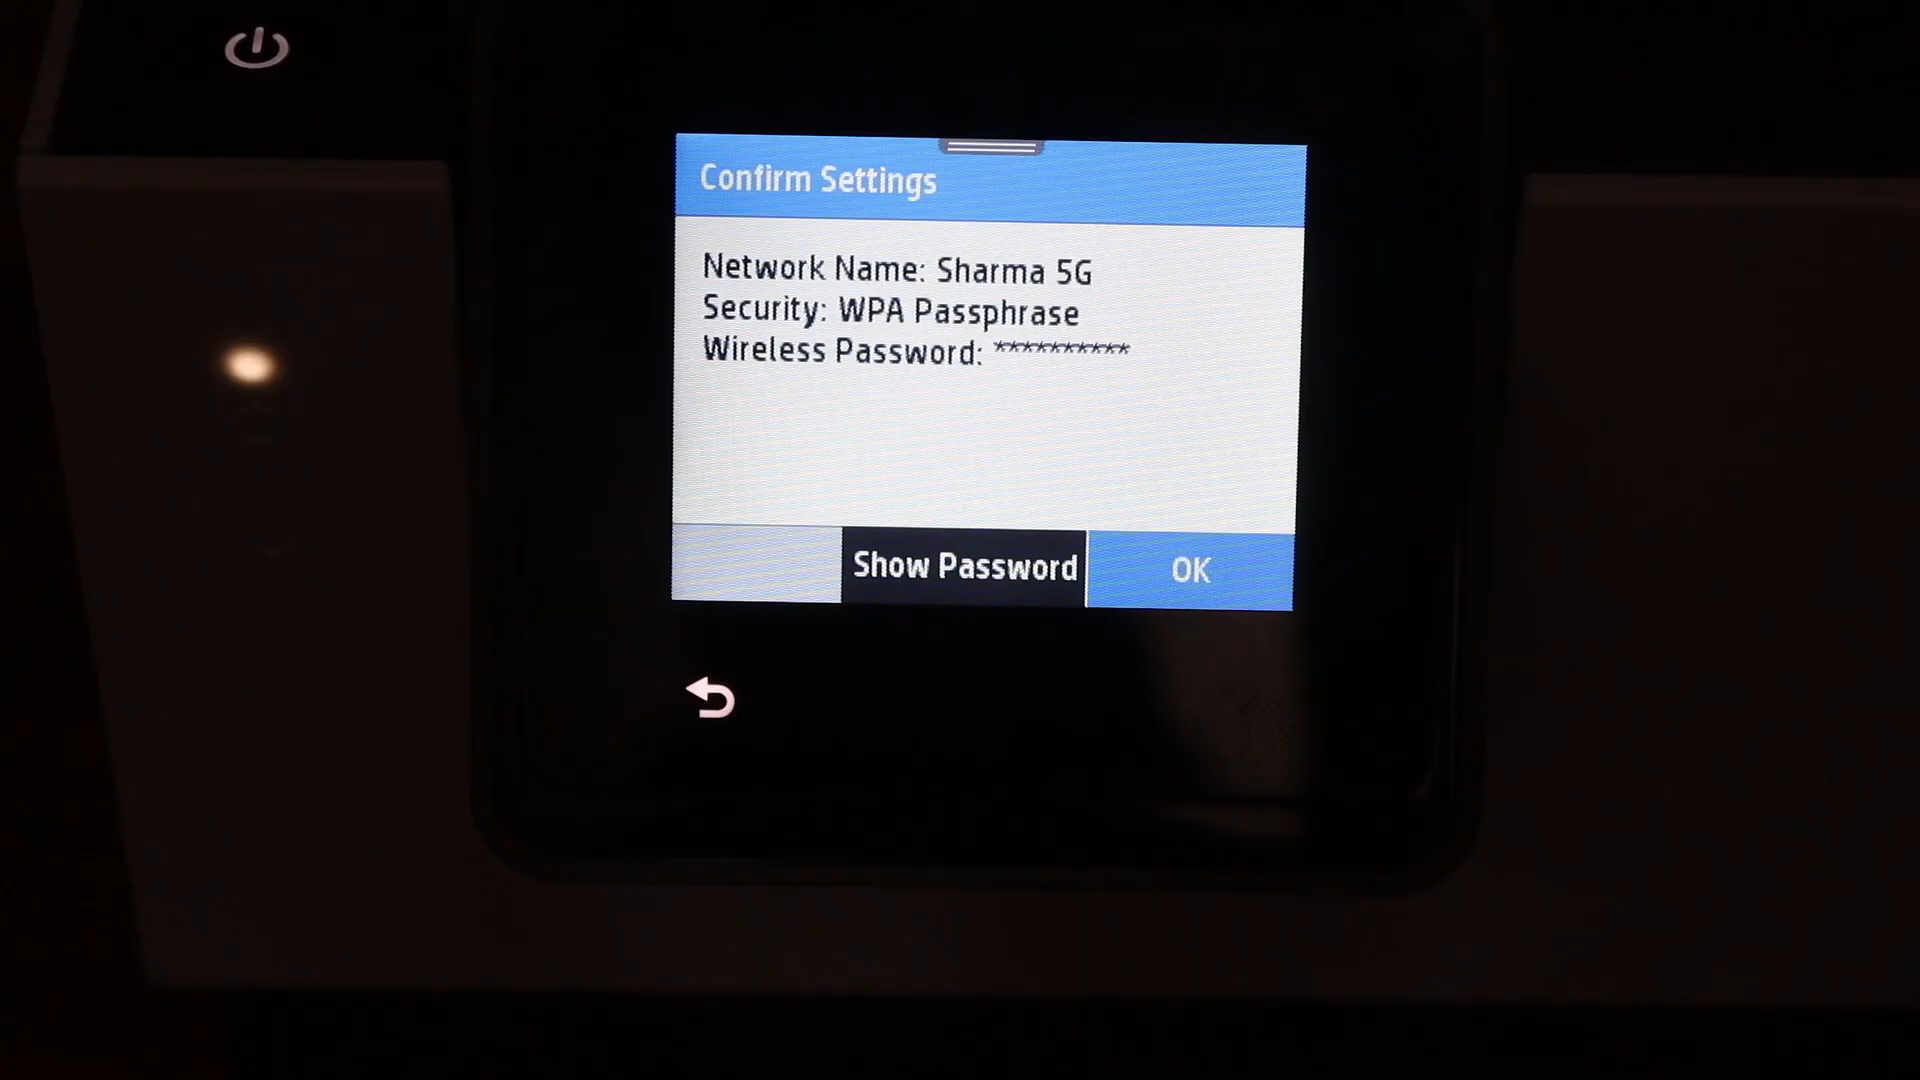 Confirm Settings
Network Name: Sharma 5G
Security: WPA Passphrase
Wireless Password: **********
Show Password
OK